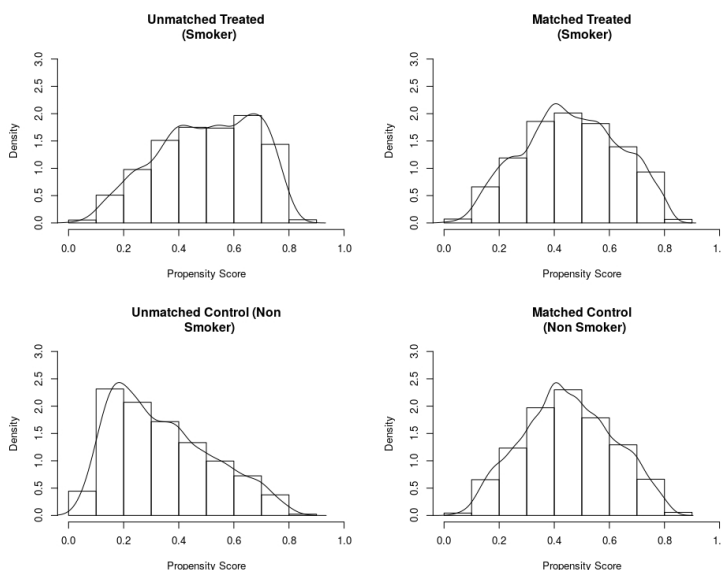 Unmatched Treated
(Smoker)
Density
0.0 0.5 1.0 1.5 2.0 2.5 3.0
0.0 0.2 0.4 0.6 0.8 1.0
Propensity Score
Matched Treated
(Smoker)
Density
0.0 0.5 1.0 1.5 2.0 2.5 3.0
0.0 0.2 0.4 0.6 0.8 1.
Propensity Score
Unmatched Control (Non
Smoker)
Density
0.0 0.5 1.0 1.5 2.0 2.5 3.0
0.0 0.2 0.4 0.6 0.8 1.0
Propensity Score
Matched Control
(Non Smoker)
Density
0.0 0.5 1.0 1.5 2.0 2.5 3.0
0.0 0.2 0.4 0.6 0.8 1.
Propensity Score